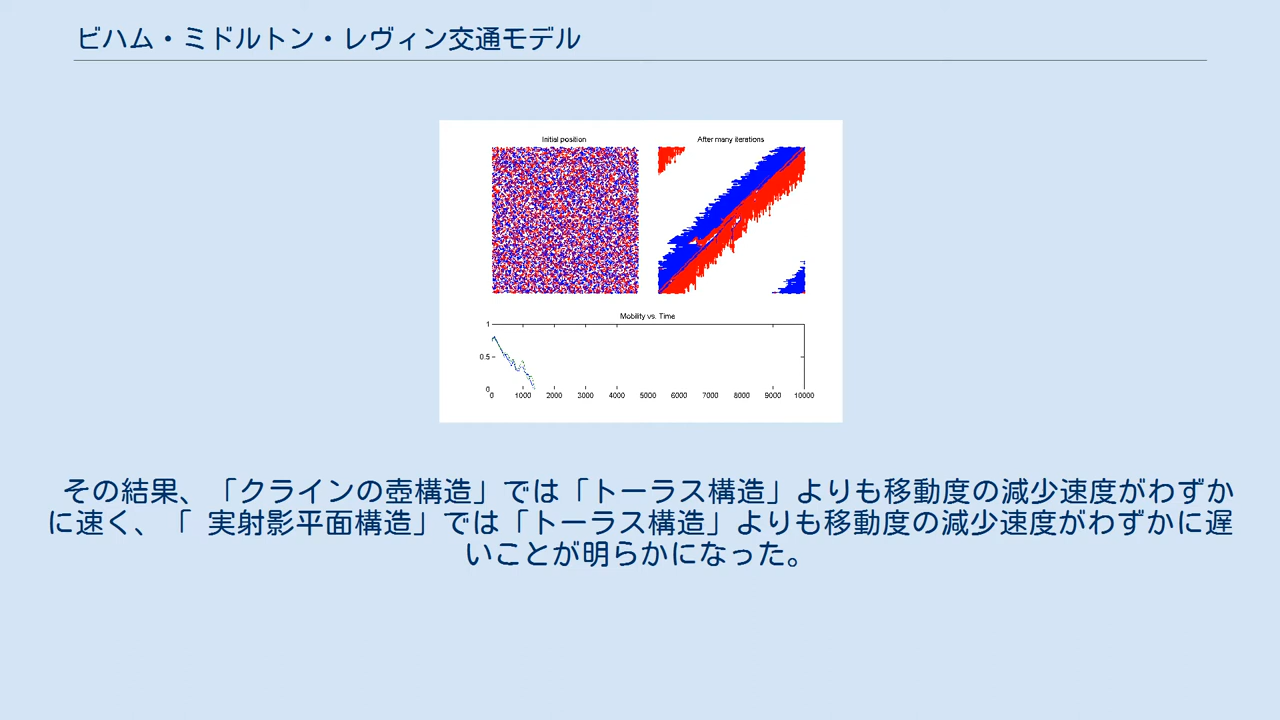 ビハム・ミドルトン・レヴィン交通モデル
Initial position
After many iterations
Mobility vs. Time
1
0.5
0
0 1000 2000 3000 4000 5000 6000 7000 8000 9000 10000
その結果、「クラインの壺構造」では「トーラス構造」よりも移動度の減少速度がわずか
に速く、「 実射影平面構造」では「トーラス構造」よりも移動度の減少速度がわずかに遅
いことが明らかになった。